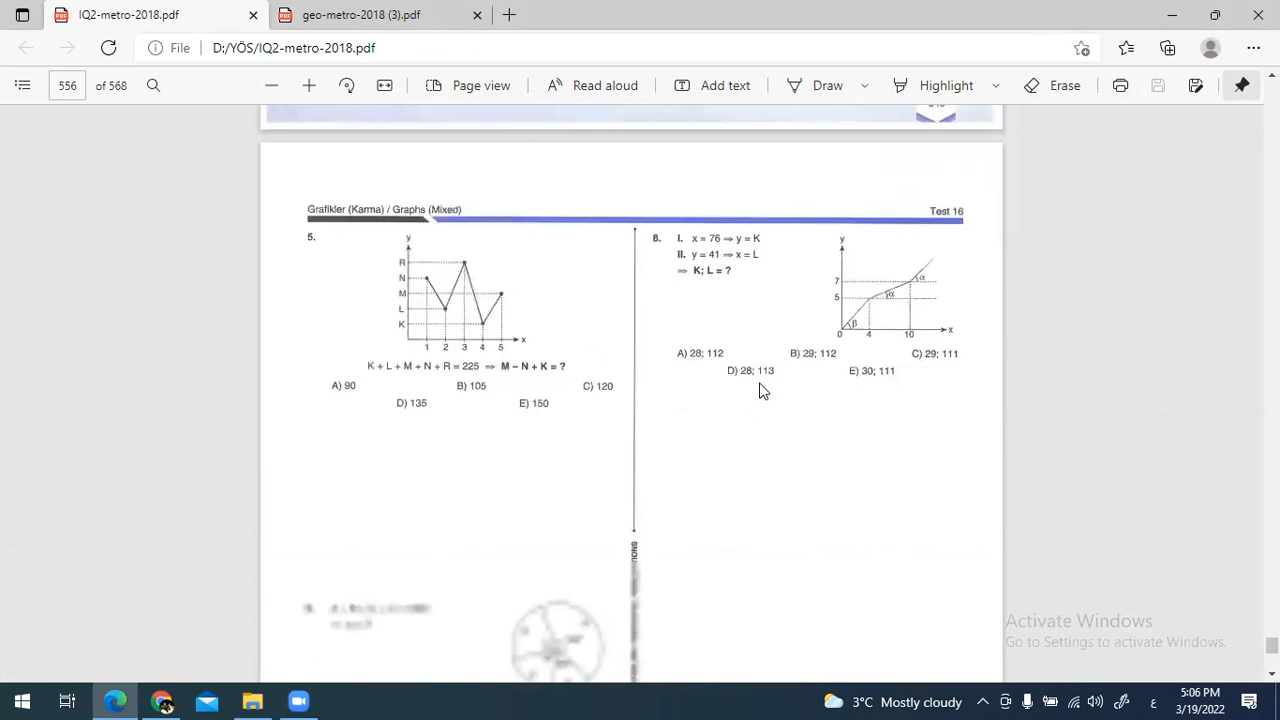 IQ2-metro-2018.pdf
geo-metro-2018 (3).pdf
File
D:/YÖS/IQ2-metro-2018.pdf
556
of 568
Page view
Read aloud
Add text
Draw
Highlight
Erase
Grafikler (Karma) / Graphs (Mixed)
Test 16
5.
y
R
N
M
L
K
1 2 3 4 5
x
K + L + M + N + R = 225 ⇒ M − N + K = ?
A) 90
B) 105
C) 120
D) 135
E) 150
8.
I. x = 76 ⇒ y = K
II. y = 41 ⇒ x = L
⇒ K; L = ?
y
7
5
α
α
β
0 4 10
x
A) 28; 112
B) 29; 112
C) 29; 111
D) 28; 113
E) 30; 111
Activate Windows
Go to Settings to activate Windows.
3°C Mostly cloudy
ع
5:06 PM
3/19/2022